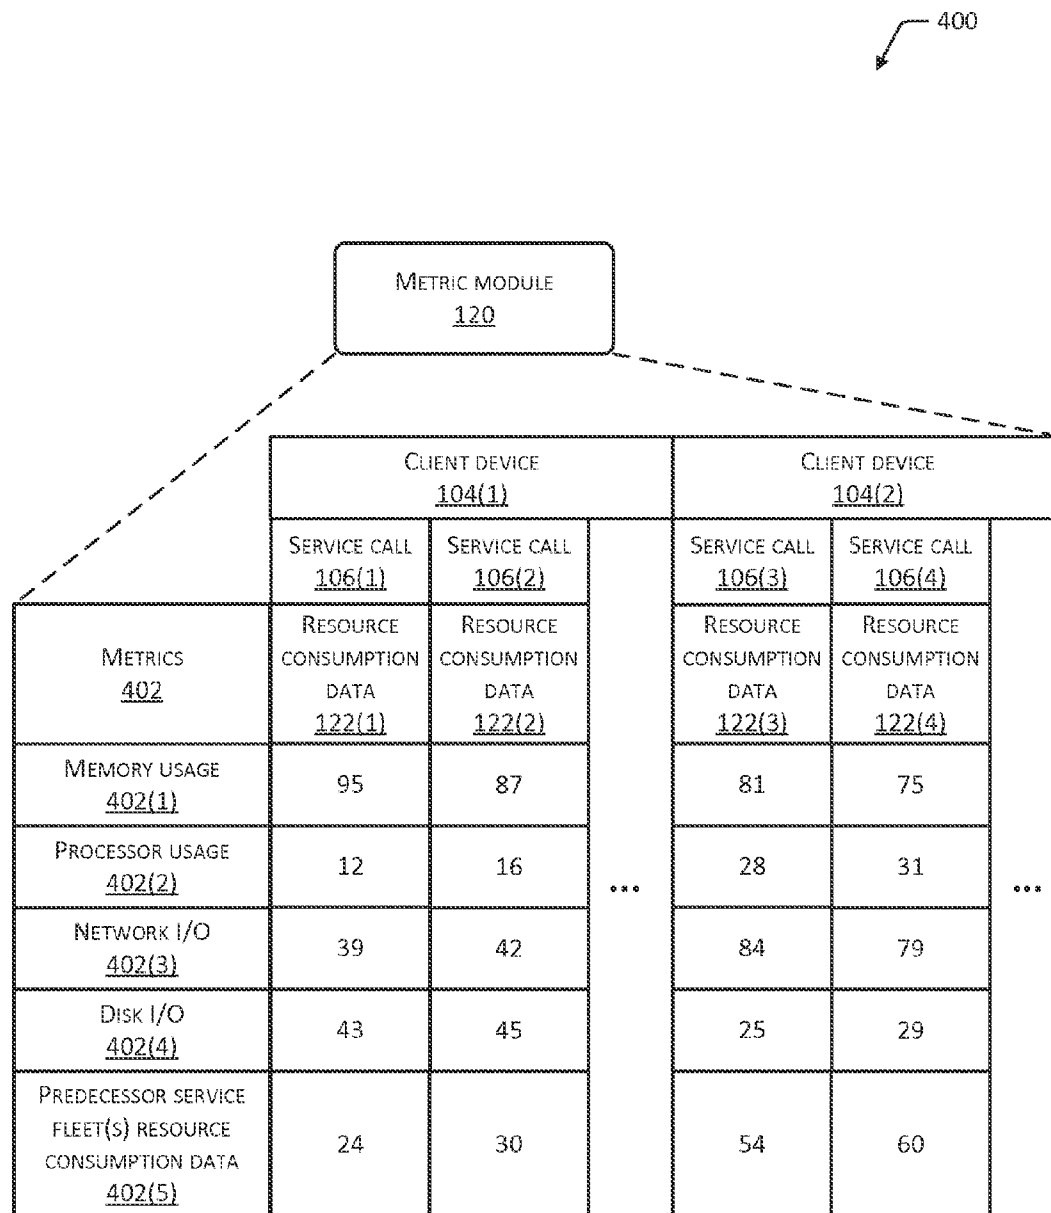 400
METRIC MODULE
120
CLIENT DEVICE
104(1)
CLIENT DEVICE
104(2)
SERVICE CALL
106(1)
SERVICE CALL
106(2)
SERVICE CALL
106(3)
SERVICE CALL
106(4)
METRICS
402
RESOURCE
CONSUMPTION
DATA
122(1)
RESOURCE
CONSUMPTION
DATA
122(2)
RESOURCE
CONSUMPTION
DATA
122(3)
RESOURCE
CONSUMPTION
DATA
122(4)
MEMORY USAGE
402(1)
95
87
81
75
PROCESSOR USAGE
402(2)
12
16
...
28
31
...
NETWORK I/O
402(3)
39
42
84
79
DISK I/O
402(4)
43
45
25
29
PREDECESSOR SERVICE
FLEET(S) RESOURCE
CONSUMPTION DATA
402(5)
24
30
54
60